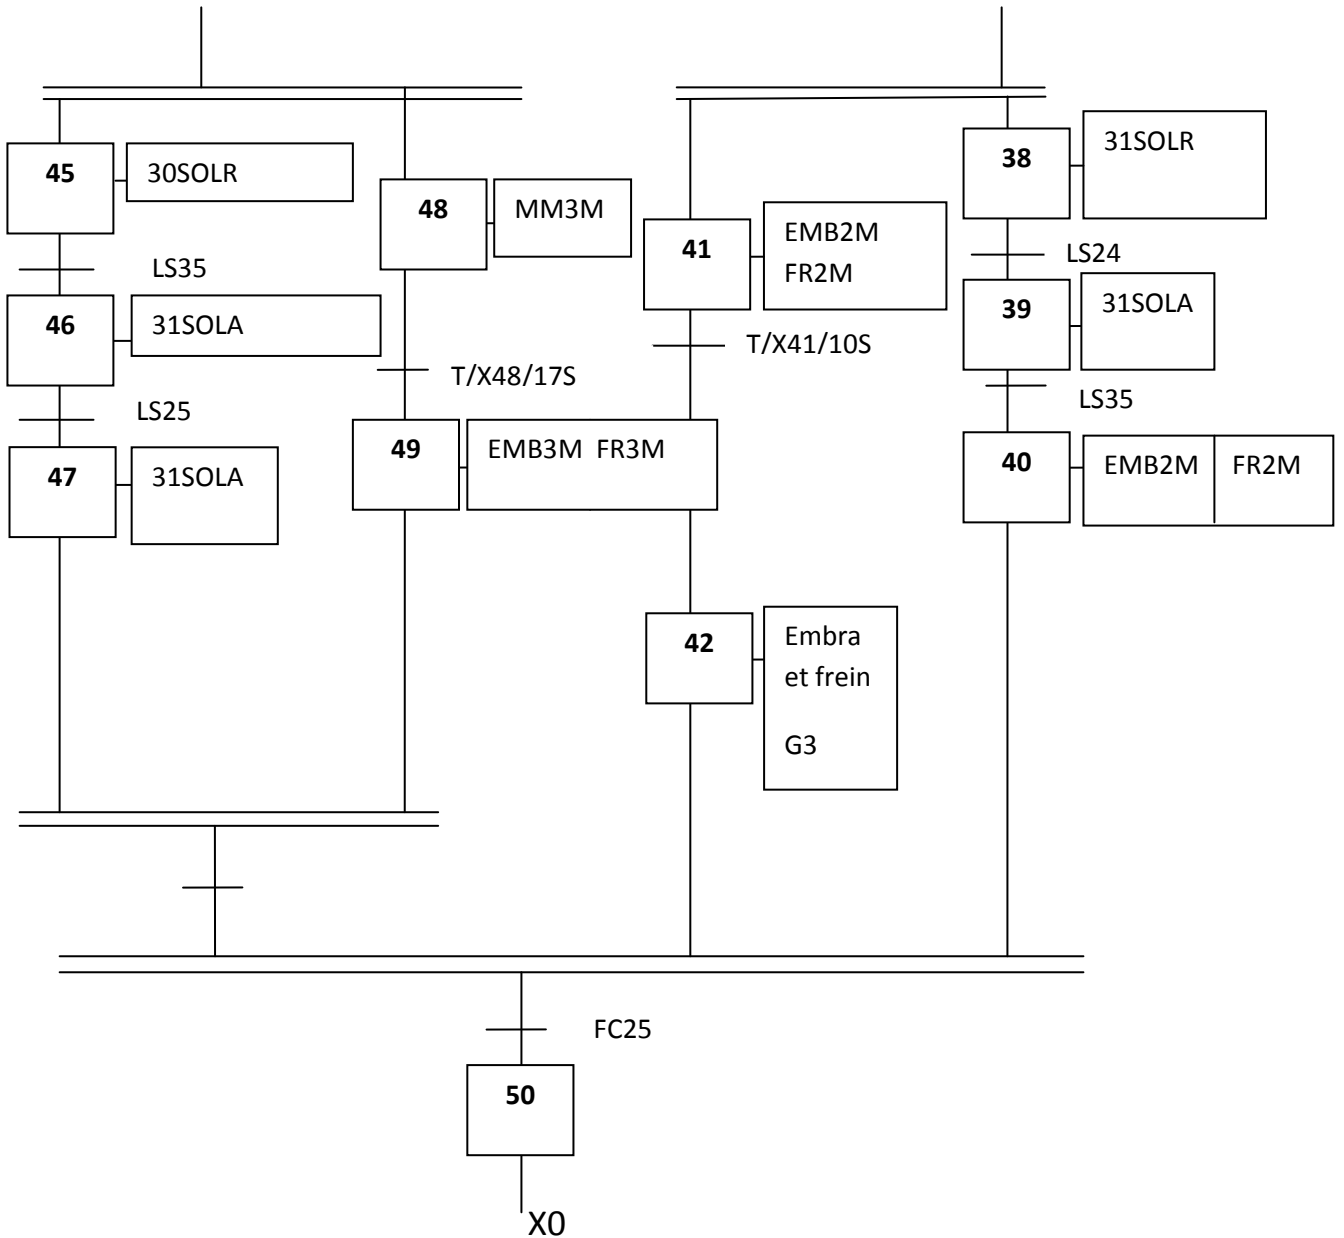 45
30SOLR
48
MM3M
41
EMB2M
FR2M
38
31SOLR
LS35
LS24
46
31SOLA
T/X48/17S
T/X41/10S
39
31SOLA
LS25
LS35
47
31SOLA
49
EMB3M FR3M
40
EMB2M
FR2M
42
Embra
et frein
G3
FC25
50
X0